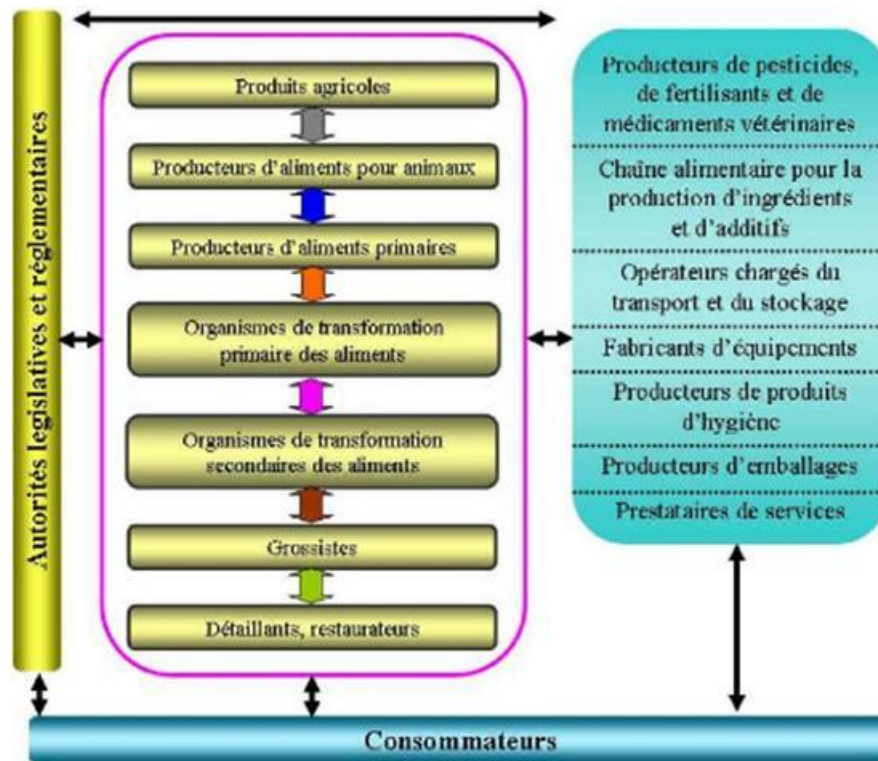 Autorités législatives et réglementaires
Produits agricoles
Producteurs d'aliments pour animaux
Producteurs d'aliments primaires
Organismes de transformation
primaire des aliments
Organismes de transformation
secondaires des aliments
Grossistes
Détaillants, restaurateurs
Producteurs de pesticides,
de fertilisants et de
médicaments vétérinaires
Chaîne alimentaire pour la
production d'ingrédients
et d'additifs
Opérateurs chargés du
transport et du stockage
Fabricants d'équipements
Producteurs de produits
d'hygiène
Producteurs d'emballages
Prestataires de services
Consommateurs